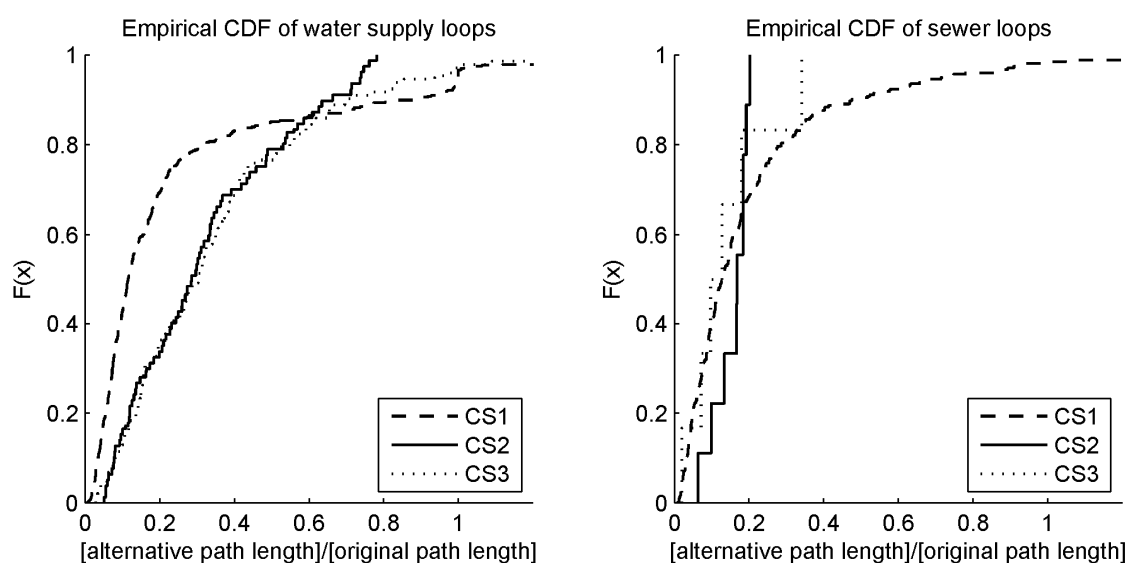 Empirical CDF of water supply loops
1
0.8
0.6
0.4
0.2
0
F(x)
0 0.2 0.4 0.6 0.8 1
[alternative path length]/[original path length]
CS1
CS2
CS3
Empirical CDF of sewer loops
1
0.8
0.6
0.4
0.2
0
F(x)
0 0.2 0.4 0.6 0.8 1
[alternative path length]/[original path length]
CS1
CS2
CS3